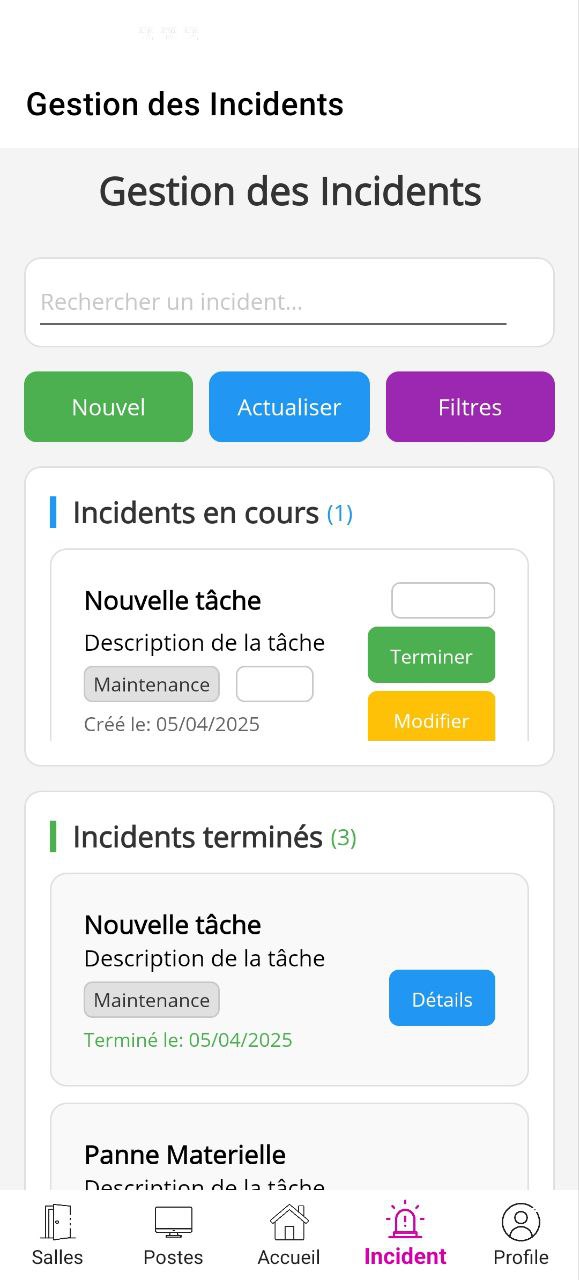 Gestion des Incidents
Gestion des Incidents
Rechercher un incident...
Nouvel Actualiser Filtres
Incidents en cours (1)
Nouvelle tâche
Description de la tâche
Terminer
Maintenance
Créé le: 05/04/2025
Modifier
Incidents terminés (3)
Nouvelle tâche
Description de la tâche
Maintenance
Détails
Terminé le: 05/04/2025
Panne Materielle
Description de la tâche
Salles Postes Accueil Incident Profile